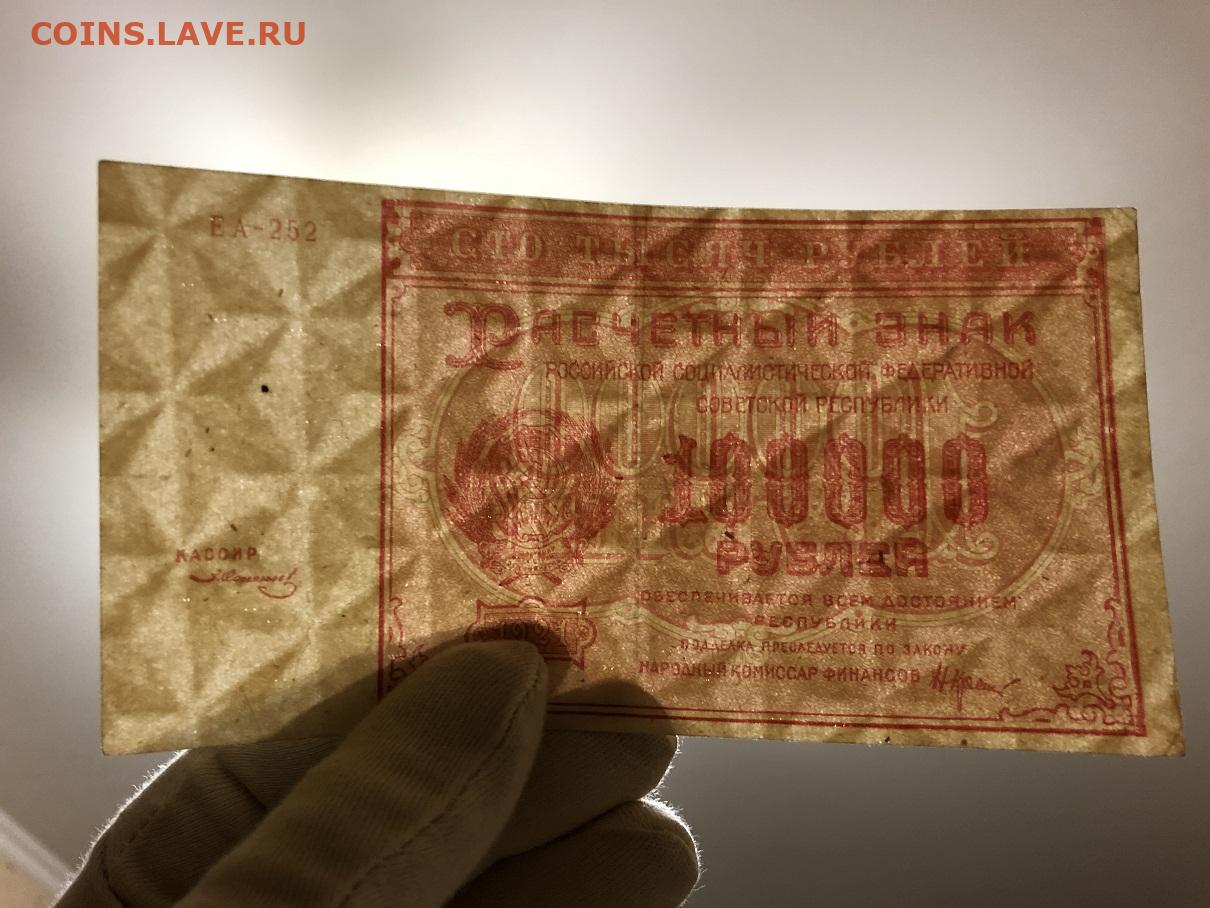 COINS.LAVE.RU
ЕА-252
СТО ТЫСЯЧ РУБЛЕЙ
РАСЧЕТНЫЙ ЗНАК
РОССИЙСКОЙ СОЦИАЛИСТИЧЕСКОЙ ФЕДЕРАТИВНОЙ
СОВЕТСКОЙ РЕСПУБЛИКИ
100000
РУБЛЕЙ
КАССИР
ОБЕСПЕЧИВАЕТСЯ ВСЕМ ДОСТОЯНИЕМ
РЕСПУБЛИКИ
1921
ПОДДЕЛКА ПРЕСЛЕДУЕТСЯ ПО ЗАКОНУ
НАРОДНЫЙ КОМИССАР ФИНАНСОВ